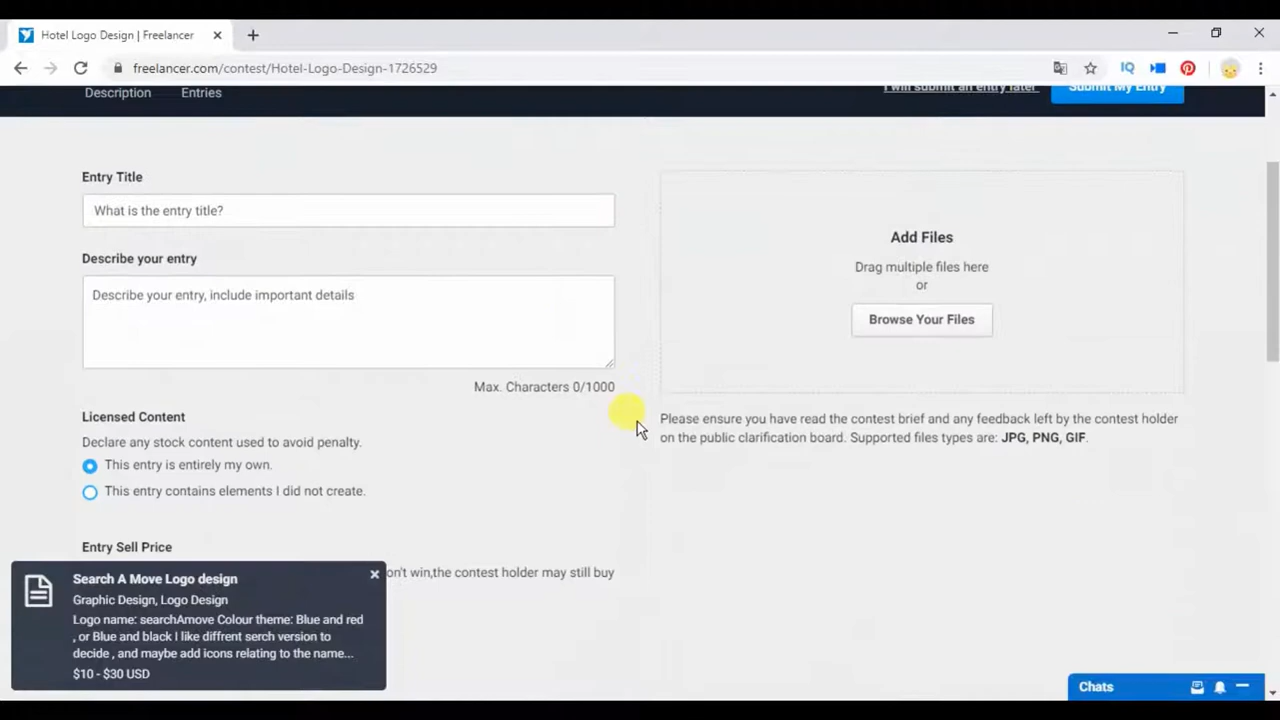 Hotel Logo Design | Freelancer
freelancer.com/contest/Hotel-Logo-Design-1726529
Description Entries I will submit an entry later Submit My Entry
Entry Title
What is the entry title?
Describe your entry
Describe your entry, include important details
Max. Characters 0/1000
Licensed Content
Declare any stock content used to avoid penalty.
This entry is entirely my own.
This entry contains elements I did not create.
Entry Sell Price
on't win,the contest holder may still buy
Add Files
Drag multiple files here
or
Browse Your Files
Please ensure you have read the contest brief and any feedback left by the contest holder
on the public clarification board. Supported files types are: JPG, PNG, GIF.
Search A Move Logo design
Graphic Design, Logo Design
Logo name: searchAmove Colour theme: Blue and red
, or Blue and black I like diffrent serch version to
decide , and maybe add icons relating to the name...
$10 - $30 USD
Chats